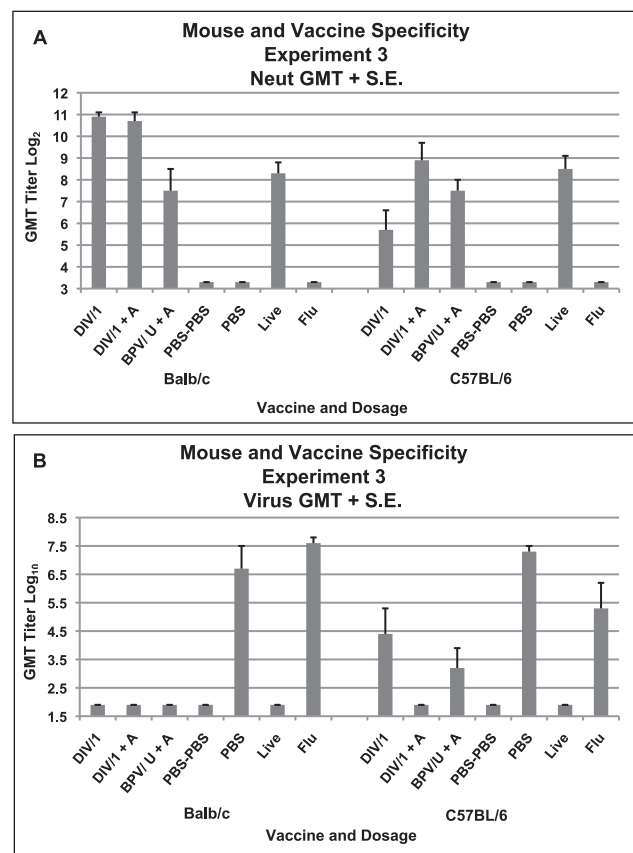 A
Mouse and Vaccine Specificity
Experiment 3
Neut GMT + S.E.
GMT Titer Log2
12
11
10
9
8
7
6
5
4
3
DIV/1
DIV/1 + A
BPV/ U + A
PBS-PBS
PBS
Live
Flu
DIV/1
DIV/1 + A
BPV/U + A
PBS-PBS
PBS
Live
Flu
Balb/c
C57BL/6
Vaccine and Dosage
B
Mouse and Vaccine Specificity
Experiment 3
Virus GMT + S.E.
GMT Titer Log10
8.5
7.5
6.5
5.5
4.5
3.5
2.5
1.5
DIV/1
DIV/1 + A
BPV/ U + A
PBS-PBS
PBS
Live
Flu
DIV/1
DIV/1 + A
BPV/U + A
PBS-PBS
PBS
Live
Flu
Balb/c
C57BL/6
Vaccine and Dosage